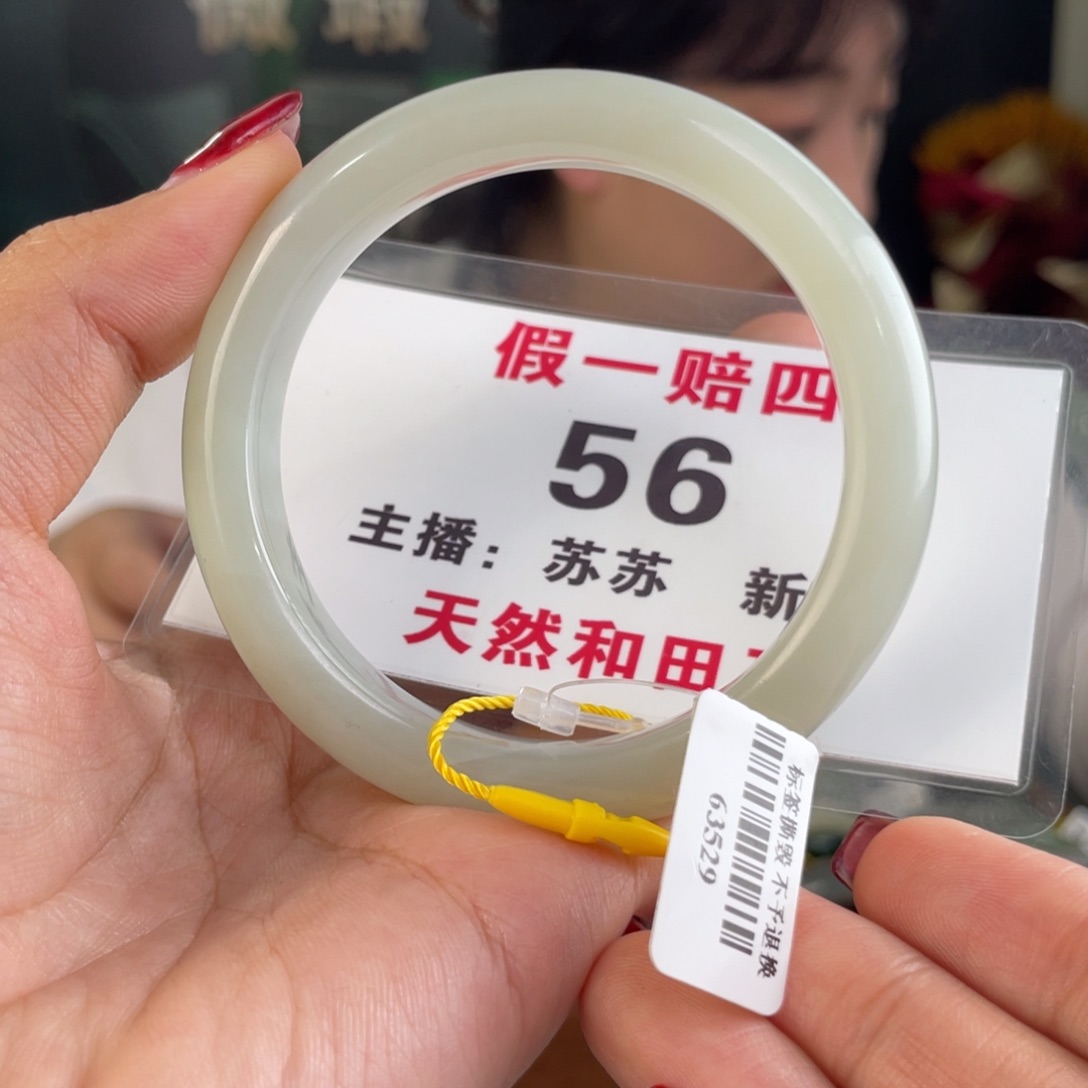 假一赔四
56
主播：苏苏 新
天然和田
标签撕毁 不予退换
63529